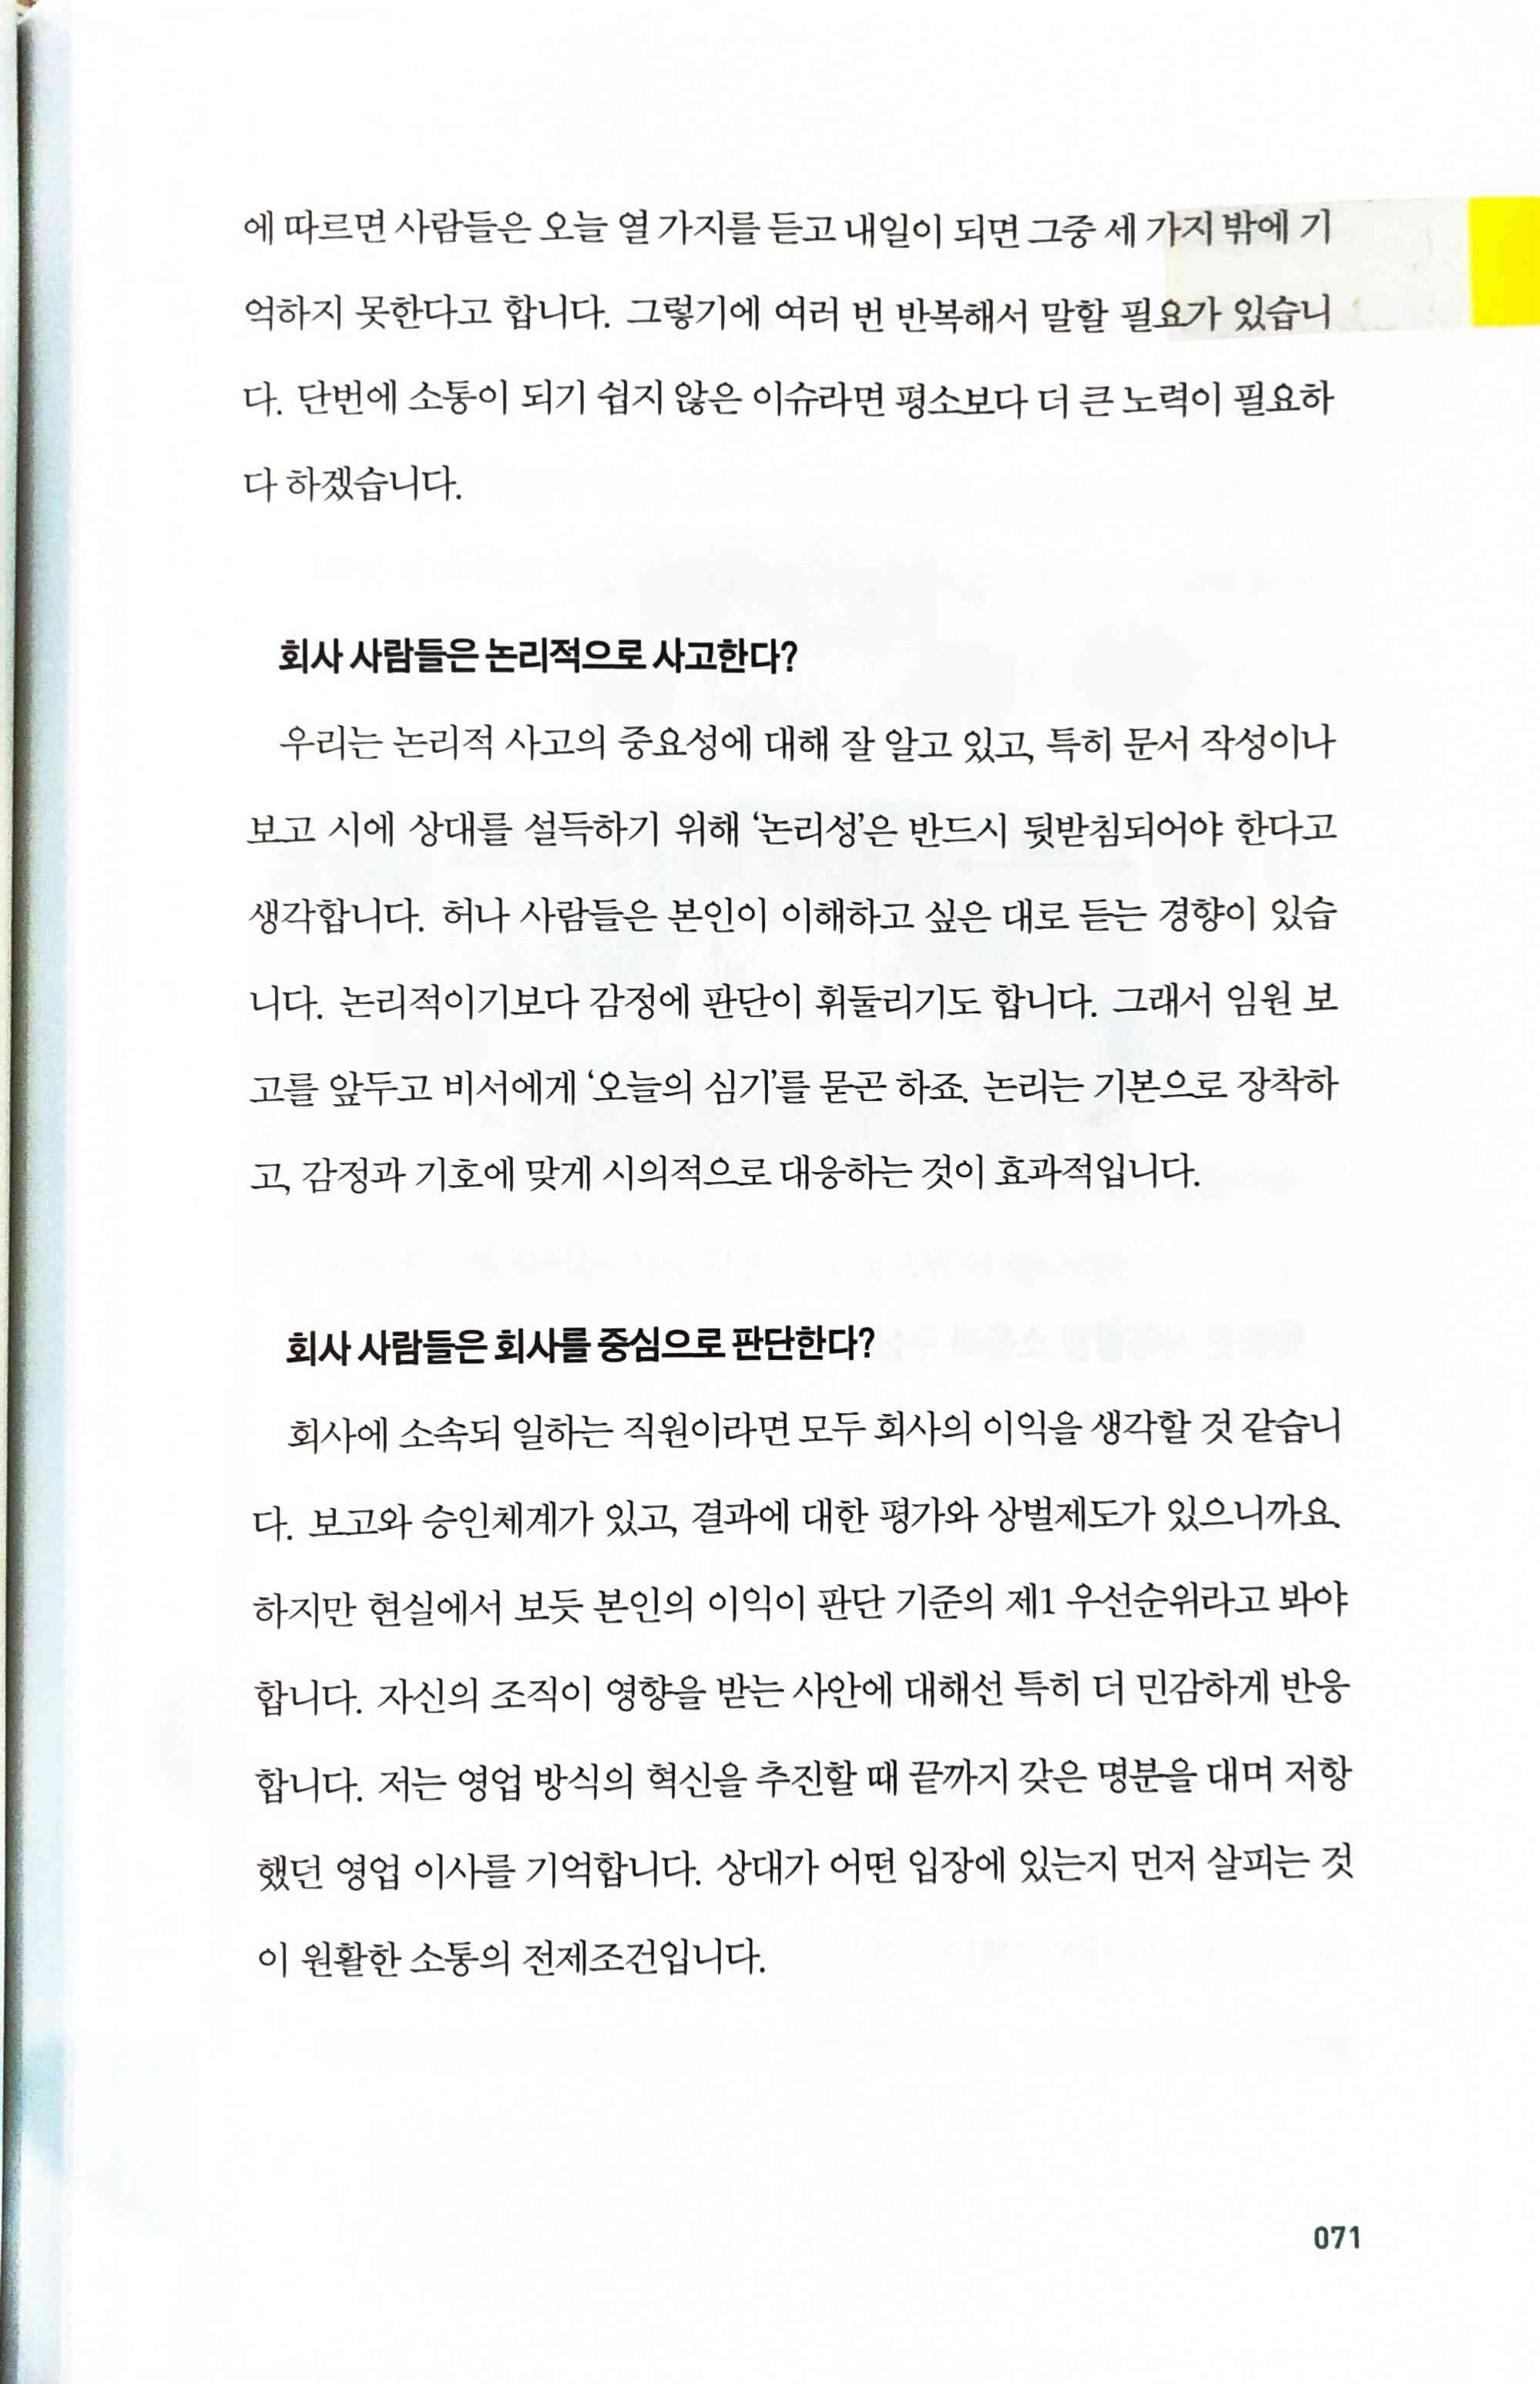 에 따르면 사람들은 오늘 열 가지를 듣고 내일이 되면 그중 세 가지 밖에 기
억하지 못한다고 합니다. 그렇기에 여러 번 반복해서 말할 필요가 있습니
다. 단번에 소통이 되기 쉽지 않은 이슈라면 평소보다 더 큰 노력이 필요하
다 하겠습니다.
회사 사람들은 논리적으로 사고한다?
우리는 논리적 사고의 중요성에 대해 잘 알고 있고, 특히 문서 작성이나
보고 시에 상대를 설득하기 위해 ‘논리성’은 반드시 뒷받침되어야 한다고
생각합니다. 허나 사람들은 본인이 이해하고 싶은 대로 듣는 경향이 있습
니다. 논리적이기보다 감정에 판단이 휘둘리기도 합니다. 그래서 임원 보
고를 앞두고 비서에게 ‘오늘의 심기’를 묻곤 하죠. 논리는 기본으로 장착하
고, 감정과 기호에 맞게 시의적으로 대응하는 것이 효과적입니다.
회사 사람들은 회사를 중심으로 판단한다?
회사에 소속되 일하는 직원이라면 모두 회사의 이익을 생각할 것 같습니
다. 보고와 승인체계가 있고, 결과에 대한 평가와 상벌제도가 있으니까요.
하지만 현실에서 보듯 본인의 이익이 판단 기준의 제1 우선순위라고 봐야
합니다. 자신의 조직이 영향을 받는 사안에 대해선 특히 더 민감하게 반응
합니다. 저는 영업 방식의 혁신을 추진할 때 끝까지 갖은 명분을 대며 저항
했던 영업 이사를 기억합니다. 상대가 어떤 입장에 있는지 먼저 살피는 것
이 원활한 소통의 전제조건입니다.
071